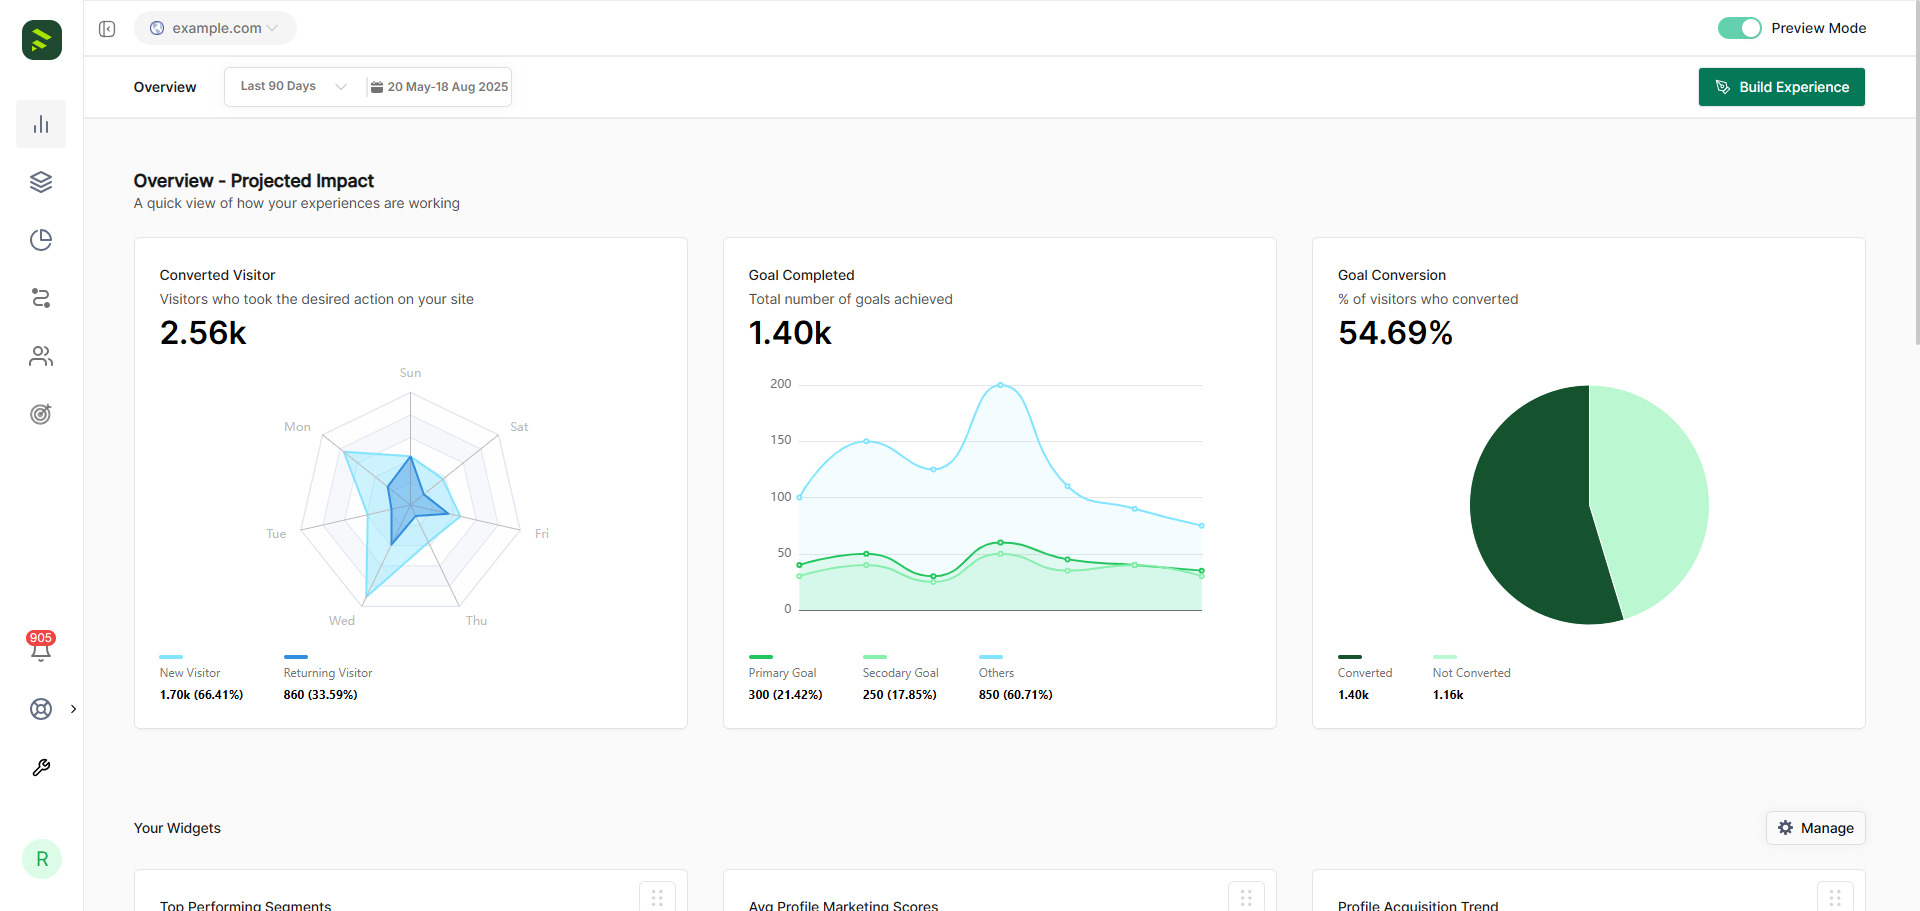 example.com
Preview Mode
Overview
Last 90 Days
20 May-18 Aug 2025
Build Experience
Overview - Projected Impact
A quick view of how your experiences are working
Converted Visitor
Visitors who took the desired action on your site
2.56k
Sun
Mon
Sat
Tue
Fri
Wed
Thu
New Visitor
1.70k (66.41%)
Returning Visitor
860 (33.59%)
Goal Completed
Total number of goals achieved
1.40k
200
150
100
50
0
Primary Goal
300 (21.42%)
Secodary Goal
250 (17.85%)
Others
850 (60.71%)
Goal Conversion
% of visitors who converted
54.69%
Converted
1.40k
Not Converted
1.16k
905
R
Your Widgets
Manage
Top Performing Segments
Avg Profile Marketing Scores
Profile Acquisition Trend